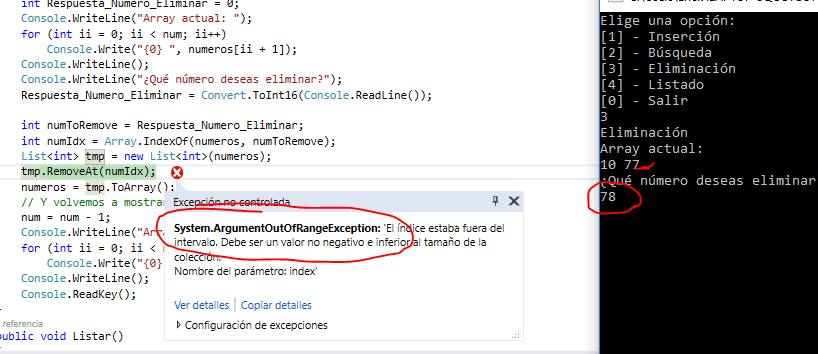 int Respuesta_Numero_Eliminar = 0;
Console.WriteLine("Array actual: ");
for (int ii = 0; ii < num; ii++)
Console.Write("{0} ", numeros[ii + 1]);
Console.WriteLine();
Console.WriteLine("¿Qué número deseas eliminar?");
Respuesta_Numero_Eliminar = Convert.ToInt16(Console.ReadLine());
int numToRemove = Respuesta_Numero_Eliminar;
int numIdx = Array.IndexOf(numeros, numToRemove);
List<int> tmp = new List<int>(numeros);
tmp.RemoveAt(numIdx);
numeros = tmp.ToArray();
// Y volvemos a mostra
num = num - 1;
Console.WriteLine("Arr
for (int ii = 0; ii < n
Console.Write("{0}
Console.WriteLine();
Console.ReadKey();
referencia
public void Listar()
Excepción no controlada
System.ArgumentOutOfRangeException: 'El índice estaba fuera del
intervalo. Debe ser un valor no negativo e inferior al tamaño de la
colección.
Nombre del parámetro: index'
Ver detalles | Copiar detalles
Configuración de excepciones
Elige una opción:
[1] - Inserción
[2] - Búsqueda
[3] - Eliminación
[4] - Listado
[0] - Salir
3
Eliminación
Array actual:
10 77
¿Qué número deseas eliminar
78